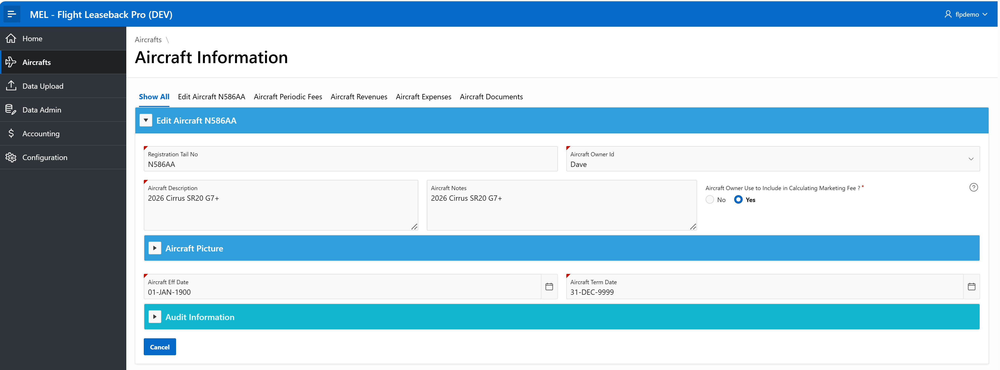 MEL - Flight Leaseback Pro (DEV)
flpdemo
Home
Aircrafts
Data Upload
Data Admin
Accounting
Configuration
Aircrafts \
Aircraft Information
Show All Edit Aircraft N586AA Aircraft Periodic Fees Aircraft Revenues Aircraft Expenses Aircraft Documents
Edit Aircraft N586AA
Registration Tail No
N586AA
Aircraft Owner Id
Dave
Aircraft Description
2026 Cirrus SR20 G7+
Aircraft Notes
2026 Cirrus SR20 G7+
Aircraft Owner Use to Include in Calculating Marketing Fee ? *
No Yes
Aircraft Picture
Aircraft Eff Date
01-JAN-1900
Aircraft Term Date
31-DEC-9999
Audit Information
Cancel